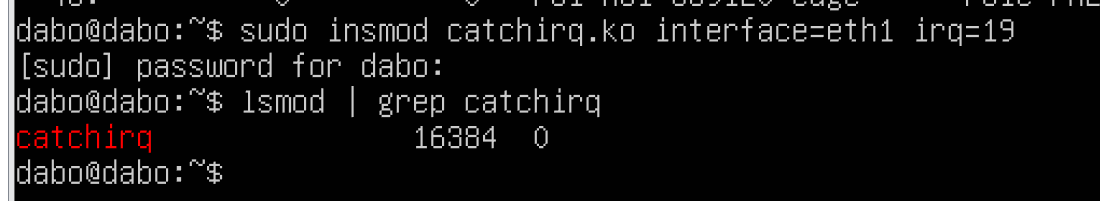 dabo@dabo:~$ sudo insmod catchirq.ko interface=eth1 irq=19
[sudo] password for dabo:
dabo@dabo:~$ lsmod | grep catchirq
catchirq 16384 0
dabo@dabo:~$